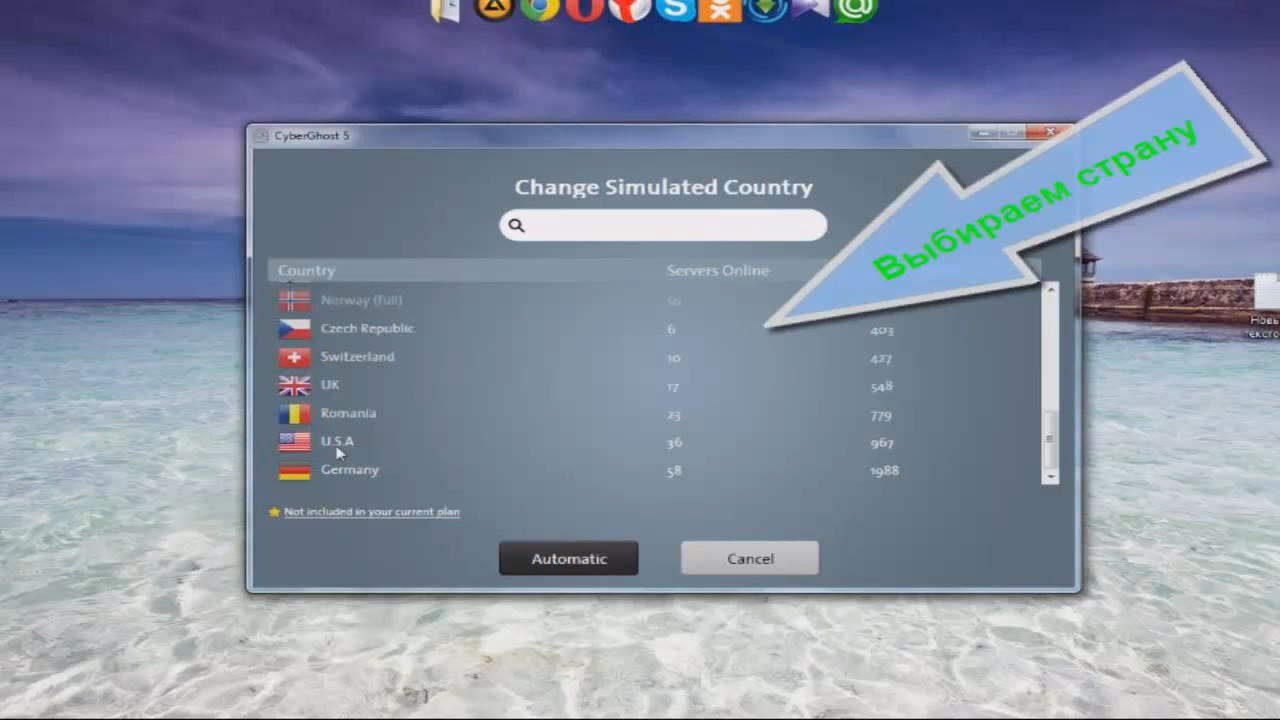 CyberGhost 5
Change Simulated Country
Выбираем страну
Country Servers Online
Norway (full) 10
Czech Republic 6 403
Switzerland 10 427
UK 17 548
Romania 23 779
U.S.A 36 967
Germany 58 1988
Not included in your current plan
Automatic Cancel